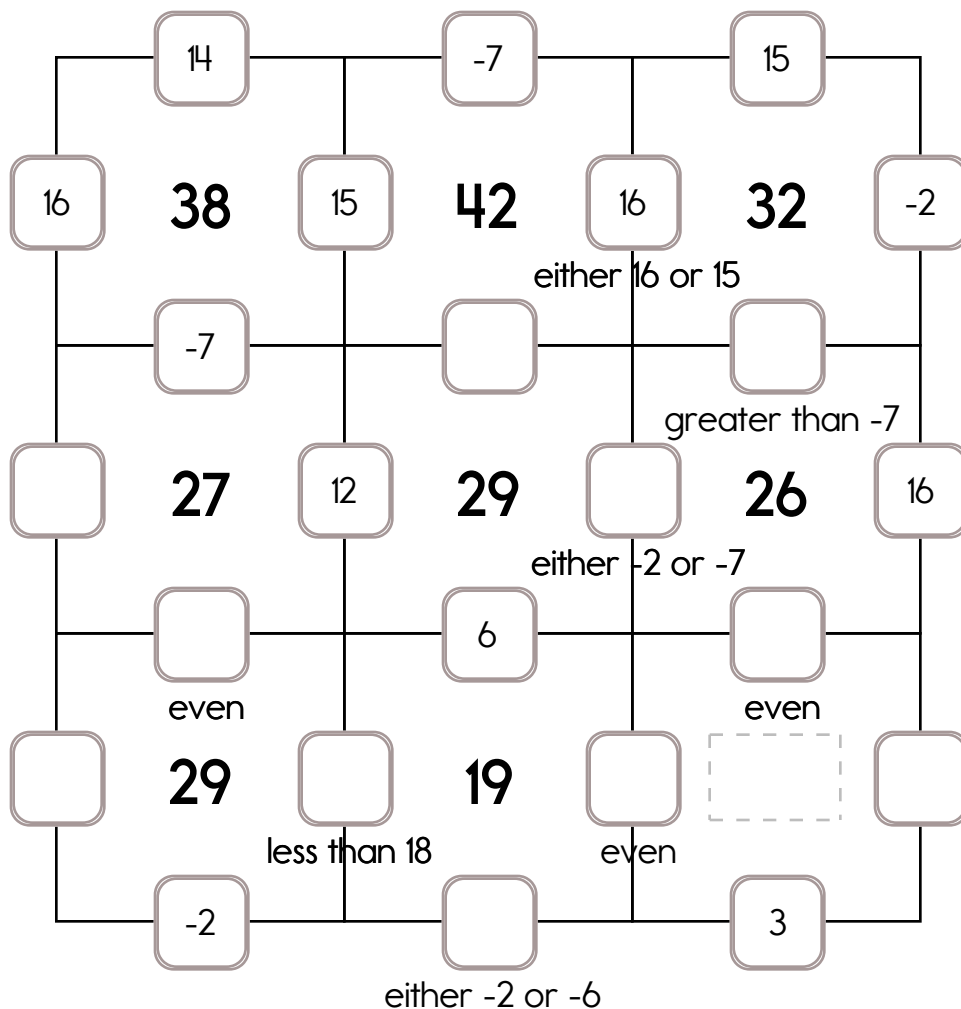 14 -7 15
16 38 15 42 16 32 -2
either 16 or 15
-7
greater than -7
27 12 29 26 16
either -2 or -7
6
even even
29 19
less than 18 even
-2 3
either -2 or -6